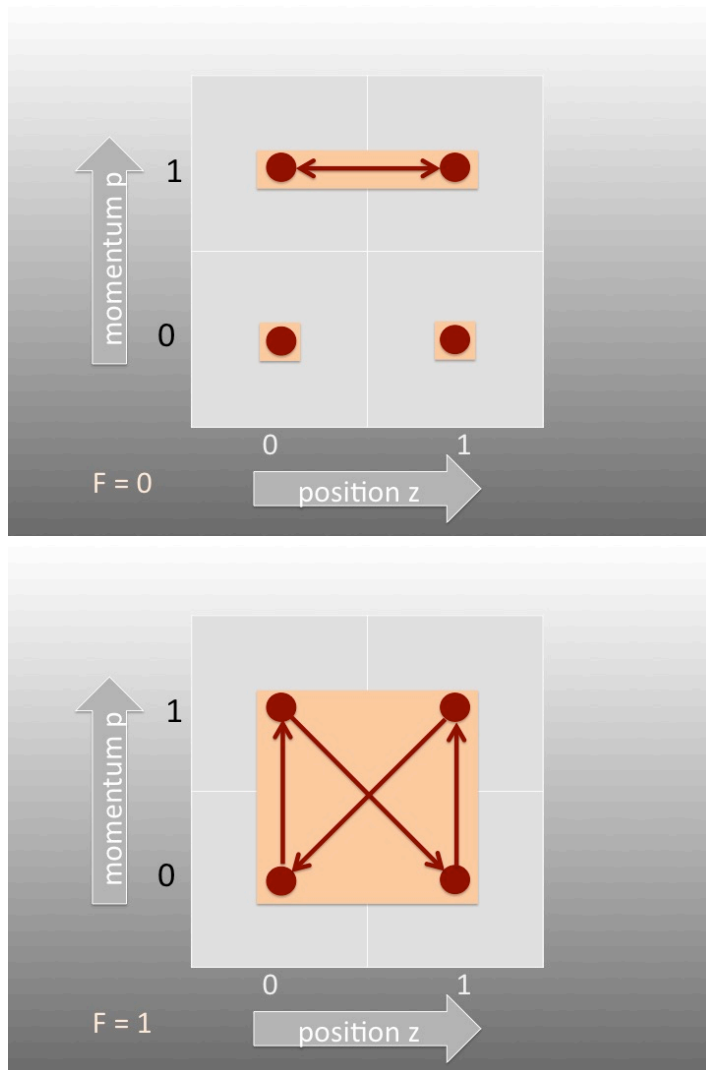 momentum p
1
0
0 1
F = 0
position z
momentum p
1
0
0 1
F = 1
position z